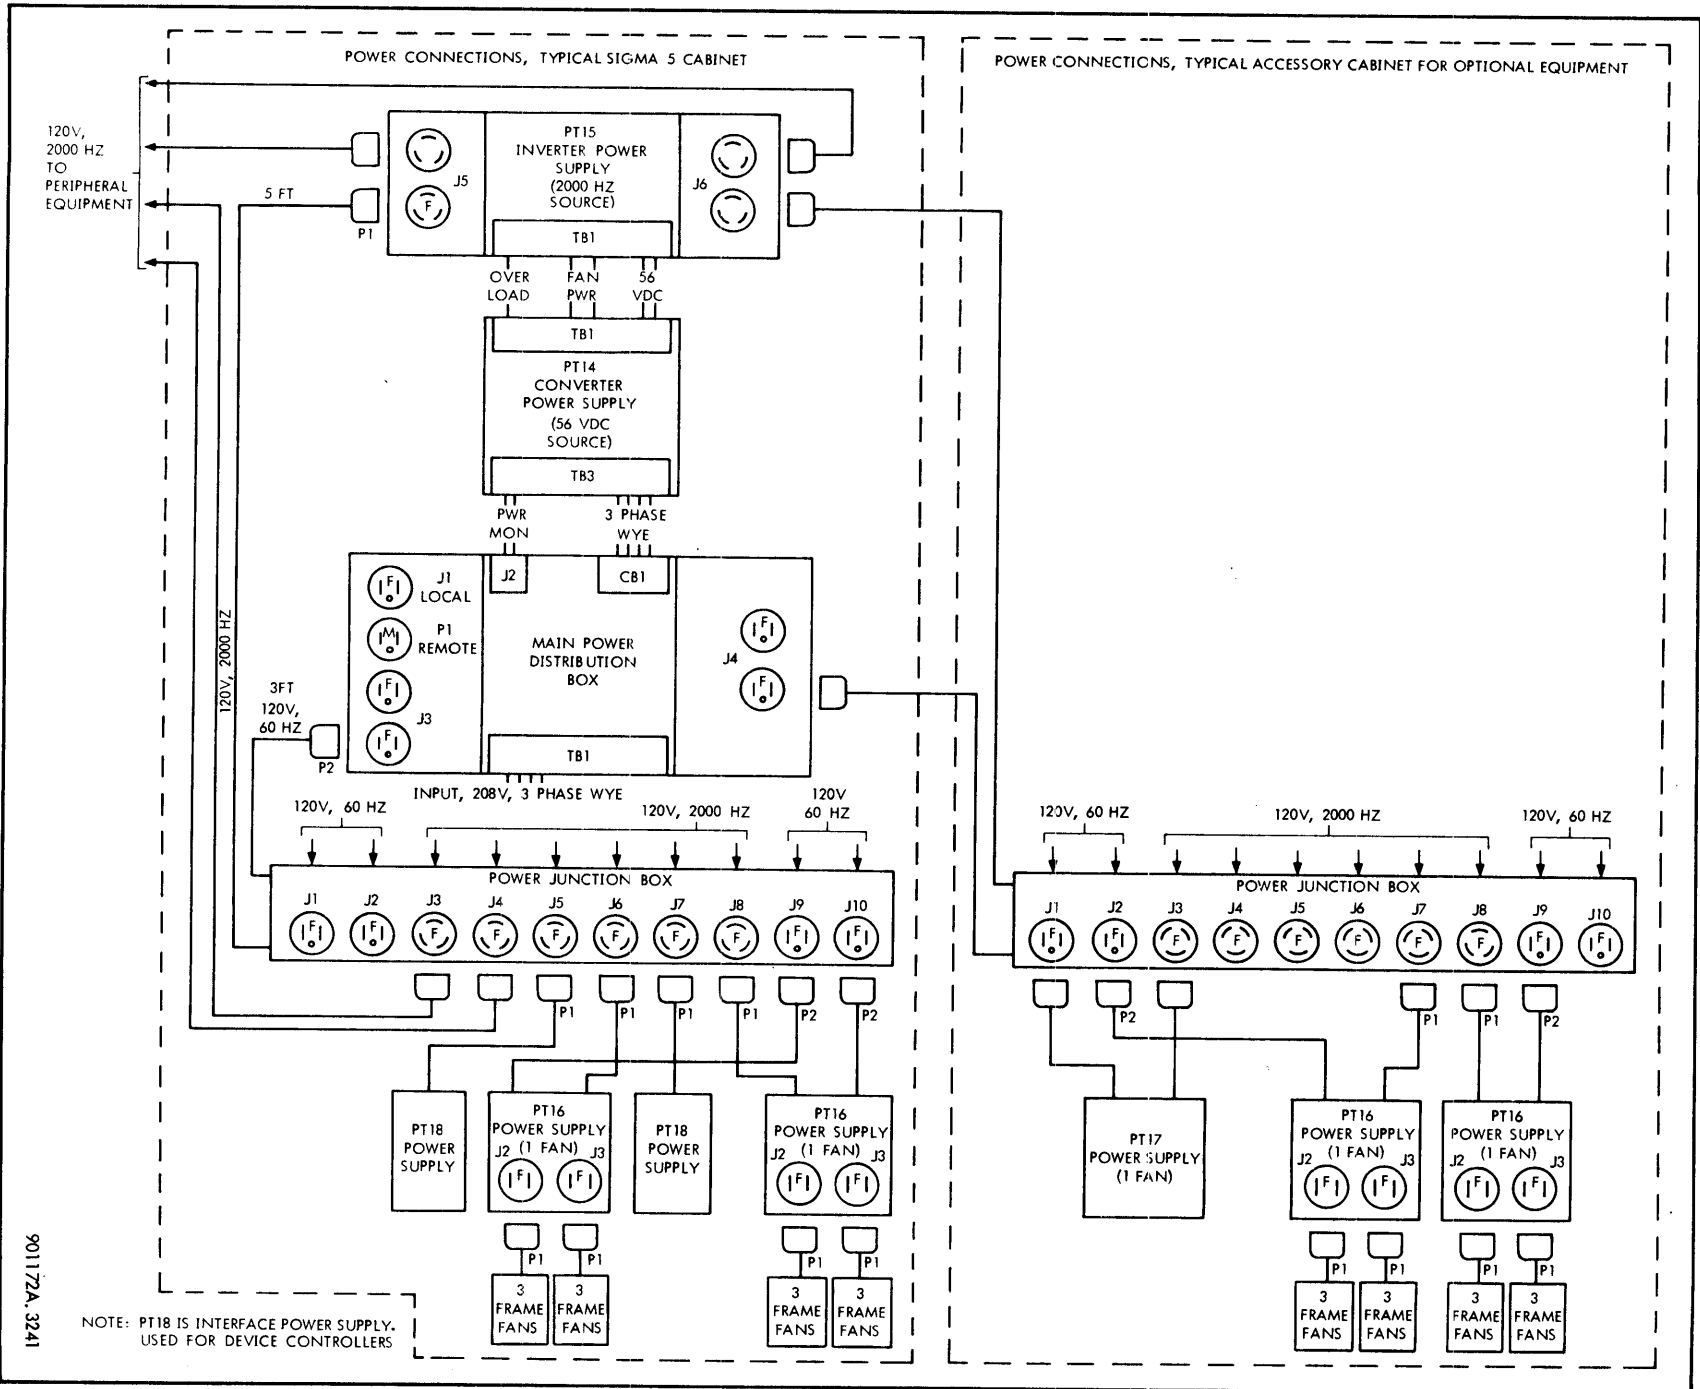 POWER CONNECTIONS, TYPICAL SIGMA 5 CABINET
POWER CONNECTIONS, TYPICAL ACCESSORY CABINET FOR OPTIONAL EQUIPMENT
120V,
2000 HZ
TO
PERIPHERAL
EQUIPMENT
5 FT
P1
J5
F
PT15
INVERTER POWER
SUPPLY
(2000 HZ
SOURCE)
TB1
J6
OVER
LOAD
FAN
PWR
56
VDC
TB1
PT14
CONVERTER
POWER SUPPLY
(56 VDC
SOURCE)
TB3
PWR
MON
3 PHASE
WYE
F
J1
LOCAL
M
P1
REMOTE
F
J3
F
J2
CB1
MAIN POWER
DISTRIBUTION
BOX
TB1
F
J4
F
120V, 2000 HZ
3FT
120V,
60 HZ
P2
INPUT, 208V, 3 PHASE WYE
120V, 60 HZ
120V, 2000 HZ
120V
60 HZ
POWER JUNCTION BOX
J1 J2 J3 J4 J5 J6 J7 J8 J9 J10
F F F F F F F F F F
P1 P1 P1 P1 P2 P2
PT18
POWER
SUPPLY
PT16
POWER SUPPLY
(1 FAN)
J2 J3
F F
PT18
POWER
SUPPLY
PT16
POWER SUPPLY
(1 FAN)
J2 J3
F F
P1 P1
3
FRAME
FANS
3
FRAME
FANS
P1 P1
3
FRAME
FANS
3
FRAME
FANS
120V, 60 HZ
120V, 2000 HZ
120V, 60 HZ
POWER JUNCTION BOX
J1 J2 J3 J4 J5 J6 J7 J8 J9 J10
F F F F F F F F F F
P2 P1 P1 P2
PT17
POWER SUPPLY
(1 FAN)
PT16
POWER SUPPLY
(1 FAN)
J2 J3
F F
PT16
POWER SUPPLY
(1 FAN)
J2 J3
F F
P1 P1
3
FRAME
FANS
3
FRAME
FANS
P1 P1
3
FRAME
FANS
3
FRAME
FANS
NOTE: PT18 IS INTERFACE POWER SUPPLY.
USED FOR DEVICE CONTROLLERS
901172A.3241